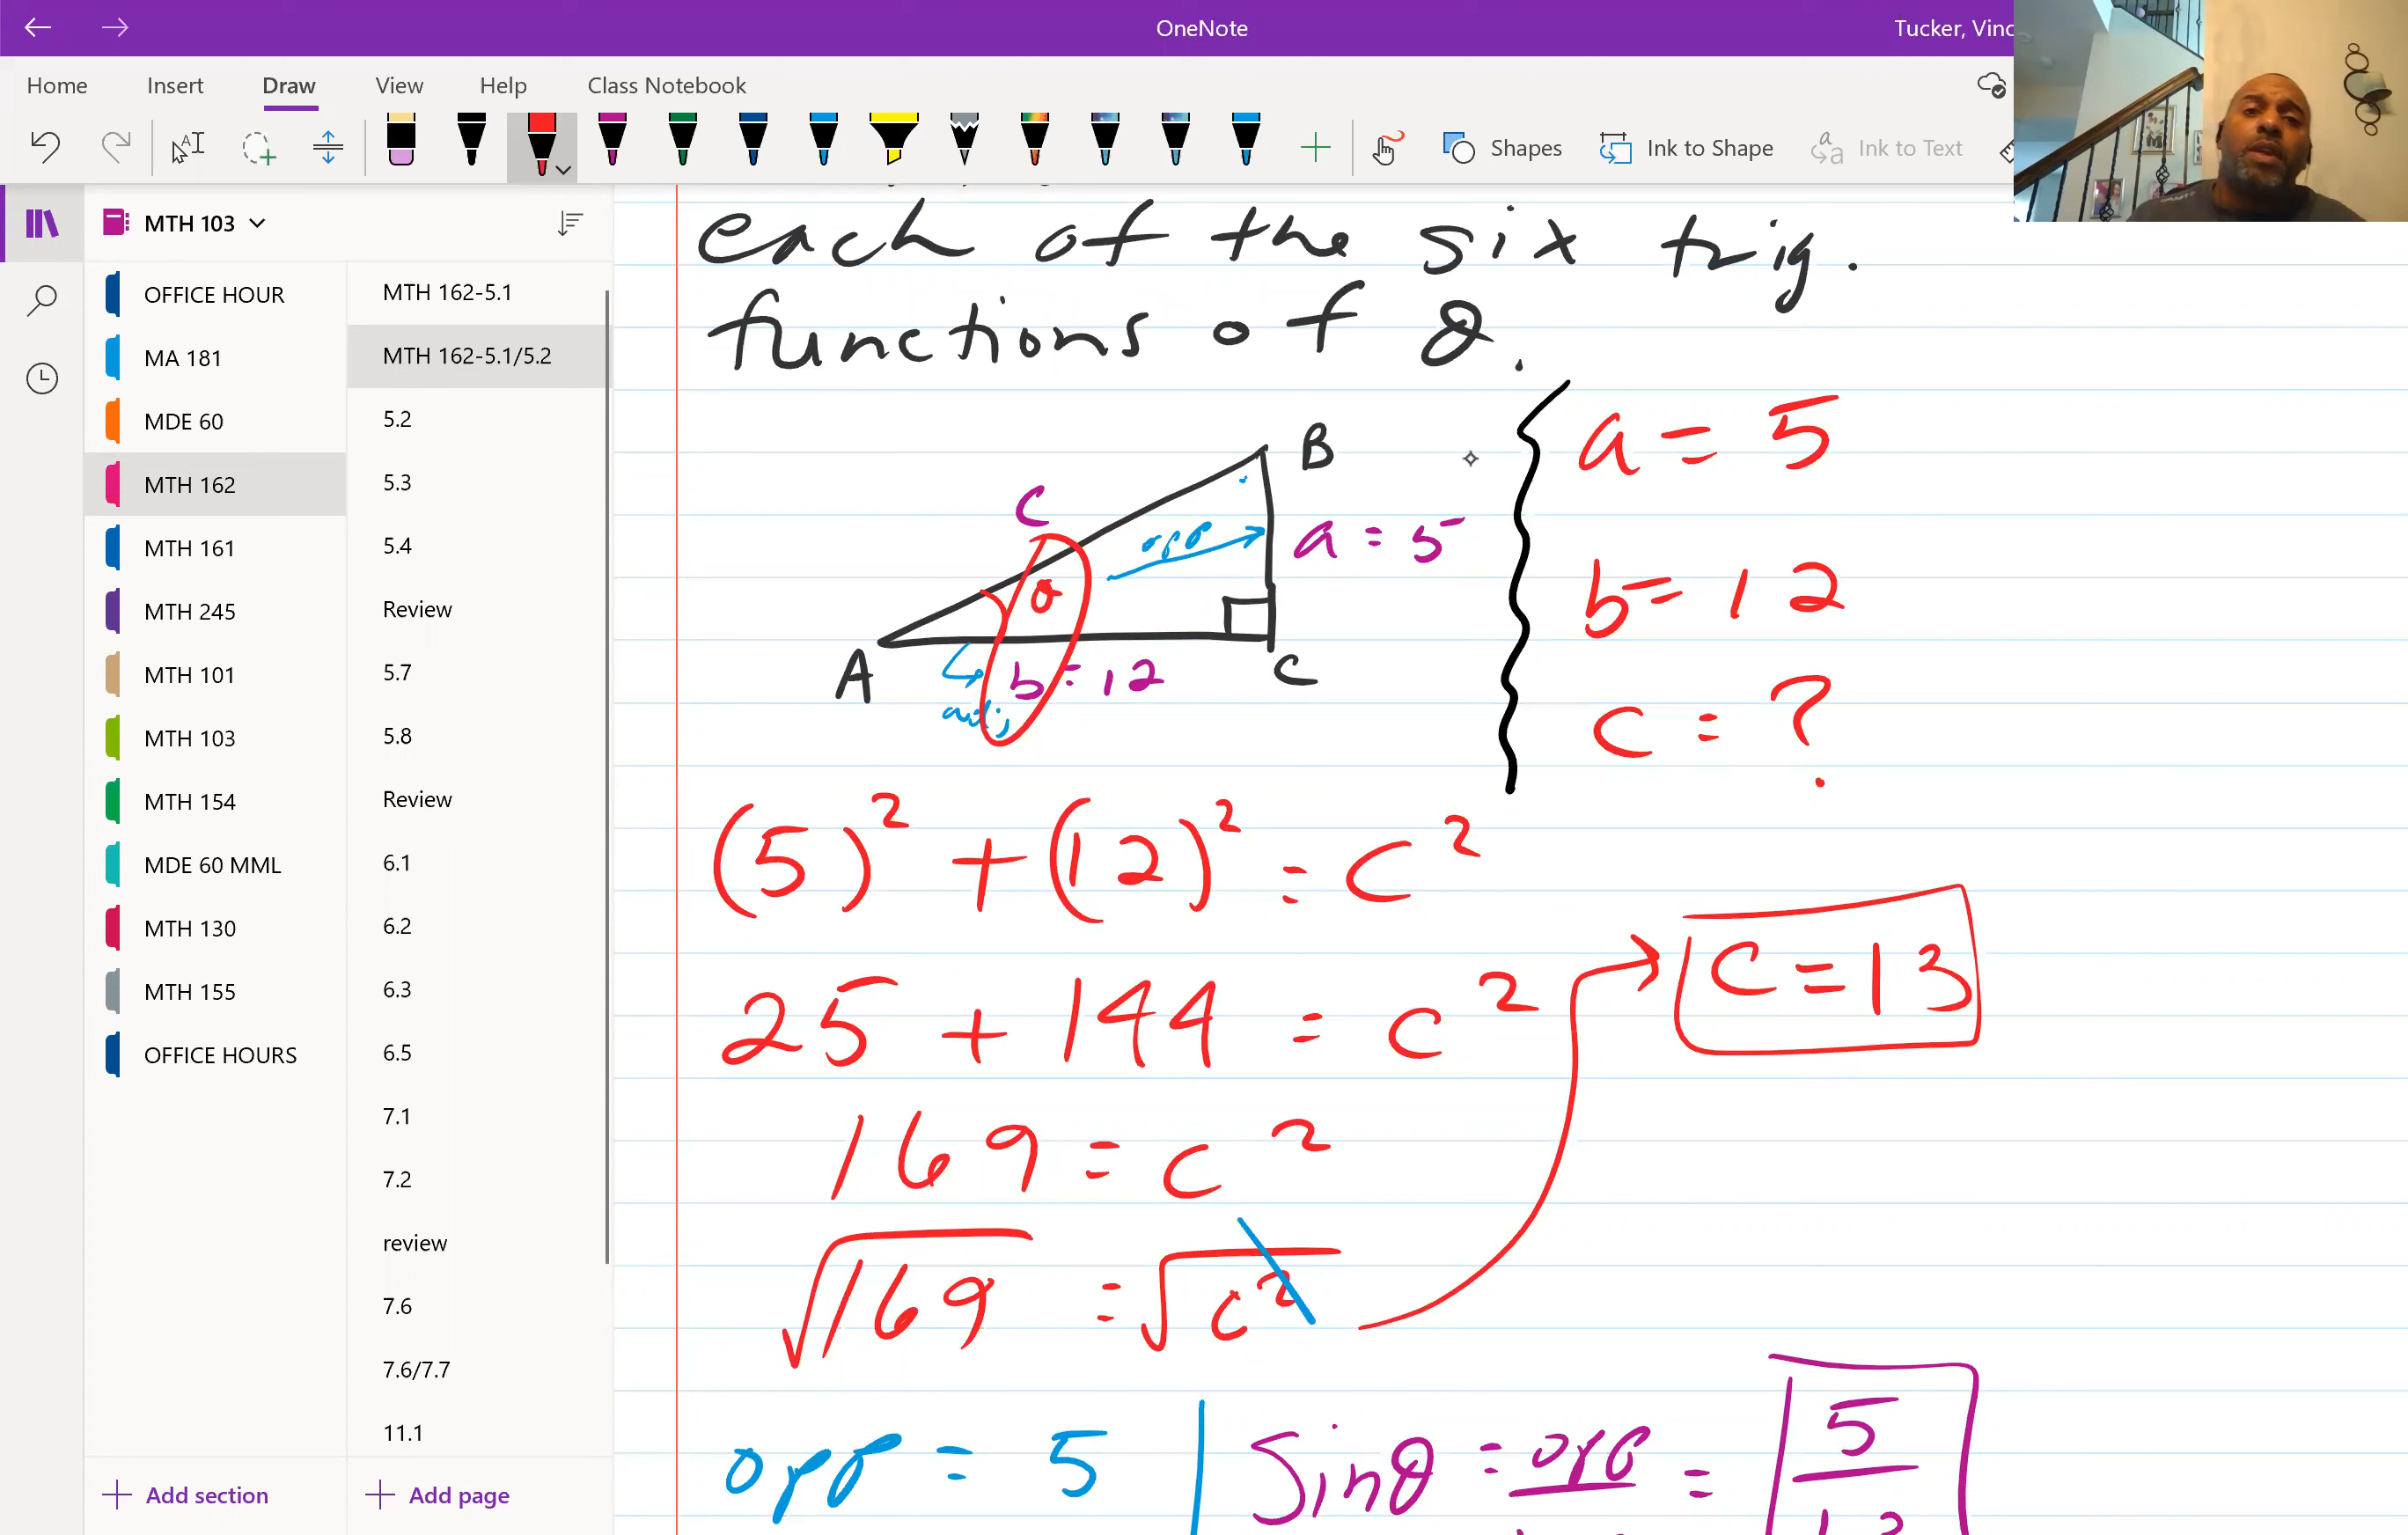 OneNote
Tucker, Vinc
Home Insert Draw View Help Class Notebook
Shapes Ink to Shape Ink to Text
MTH 103
OFFICE HOUR
MA 181
MDE 60
MTH 162
MTH 161
MTH 245
MTH 101
MTH 103
MTH 154
MDE 60 MML
MTH 130
MTH 155
OFFICE HOURS
Add section
MTH 162-5.1
MTH 162-5.1/5.2
5.2
5.3
5.4
Review
5.7
5.8
Review
6.1
6.2
6.3
6.5
7.1
7.2
review
7.6
7.6/7.7
11.1
Add page
each of the six trig.
functions of θ.
B
c
opp
a = 5
θ
A
b = 12
C
adj
a = 5
b = 12
c = ?
(5)² + (12)² = c²
25 + 144 = c²
169 = c²
√169 = √c²
c = 13
opp = 5
Sinθ = opp = 5
13